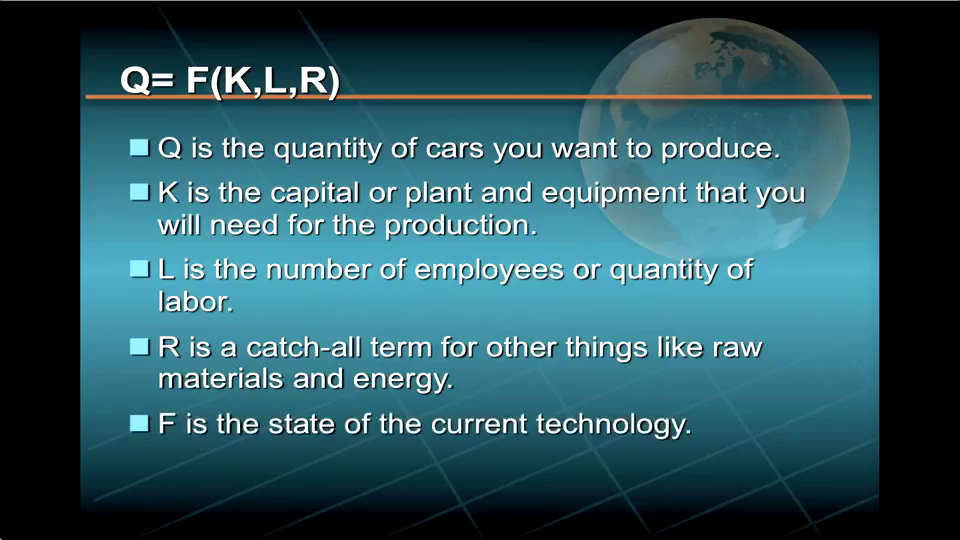 Q= F(K,L,R)
Q is the quantity of cars you want to produce.
K is the capital or plant and equipment that you
will need for the production.
L is the number of employees or quantity of
labor.
R is a catch-all term for other things like raw
materials and energy.
F is the state of the current technology.